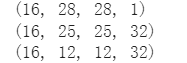 (16, 28, 28, 1)
(16, 25, 25, 32)
(16, 12, 12, 32)